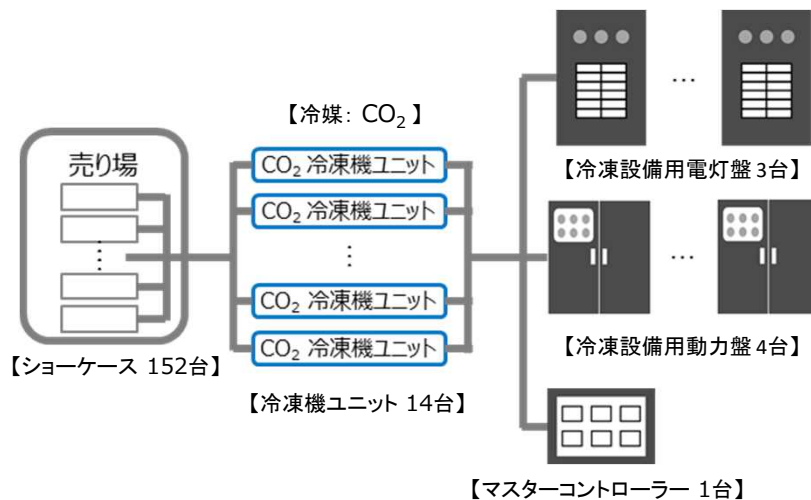 【冷媒: CO₂ 】
売り場
CO₂ 冷凍機ユニット
CO₂ 冷凍機ユニット
CO₂ 冷凍機ユニット
CO₂ 冷凍機ユニット
【ショーケース 152台】
【冷凍機ユニット 14台】
【冷凍設備用電灯盤 3台】
【冷凍設備用動力盤 4台】
【マスターコントローラー 1台】